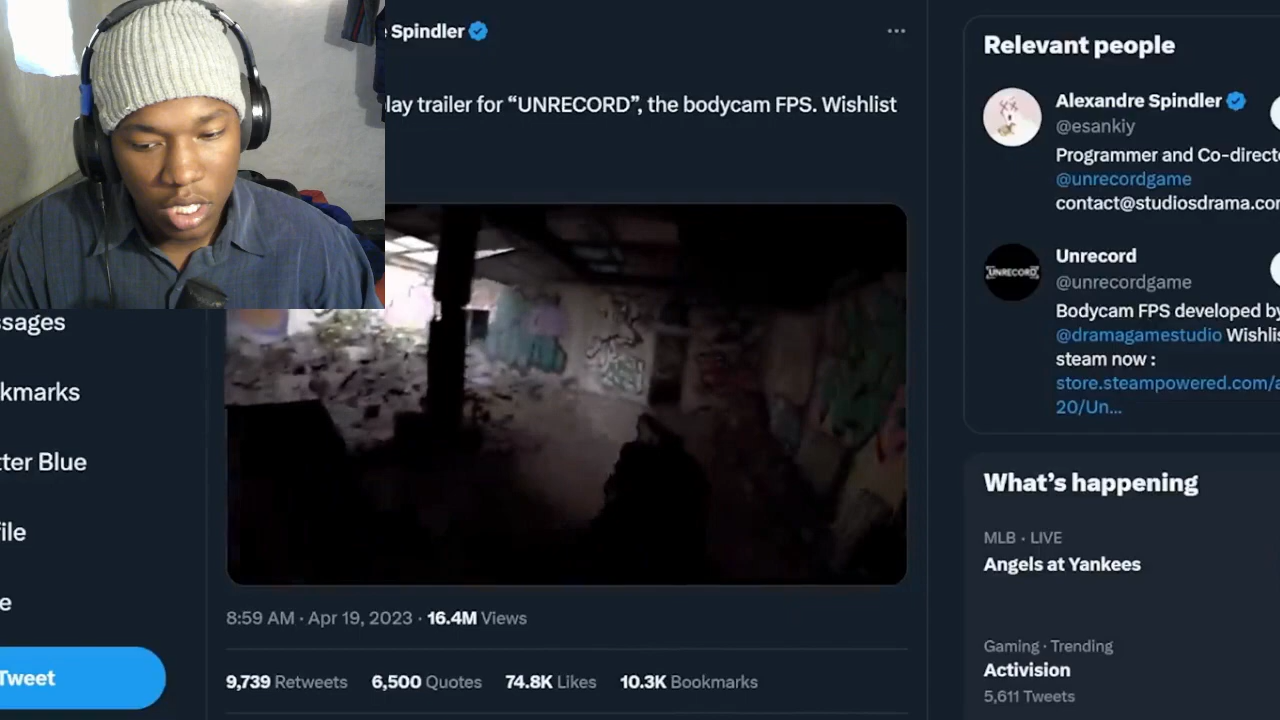 Spindler
lay trailer for “UNRECORD”, the bodycam FPS. Wishlist
ssages
kmarks
tter Blue
file
e
Tweet
8:59 AM · Apr 19, 2023 · 16.4M Views
9,739 Retweets 6,500 Quotes 74.8K Likes 10.3K Bookmarks
Relevant people
Alexandre Spindler
@esankiy
Programmer and Co-directo
@unrecordgame
contact@studiosdrama.com
Unrecord
UNRECORD
@unrecordgame
Bodycam FPS developed by
@dramagamestudio Wishlis
steam now :
store.steampowered.com/a
20/Un...
What’s happening
MLB · LIVE
Angels at Yankees
Gaming · Trending
Activision
5,611 Tweets